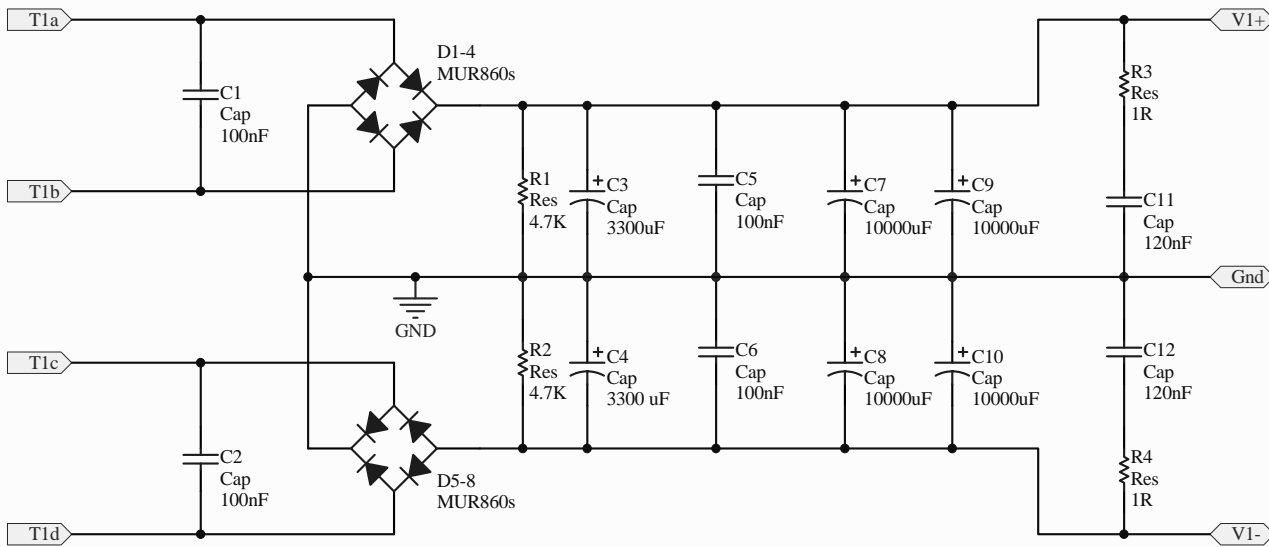 T1a
V1+
D1-4
MUR860s
C1
Cap
100nF
R3
Res
1R
T1b
R1
Res
4.7K
+
C3
Cap
3300uF
C5
Cap
100nF
+
C7
Cap
10000uF
+
C9
Cap
10000uF
C11
Cap
120nF
Gnd
GND
T1c
R2
Res
4.7K
+
C4
Cap
3300 uF
C6
Cap
100nF
+
C8
Cap
10000uF
+
C10
Cap
10000uF
C12
Cap
120nF
C2
Cap
100nF
D5-8
MUR860s
R4
Res
1R
T1d
V1-